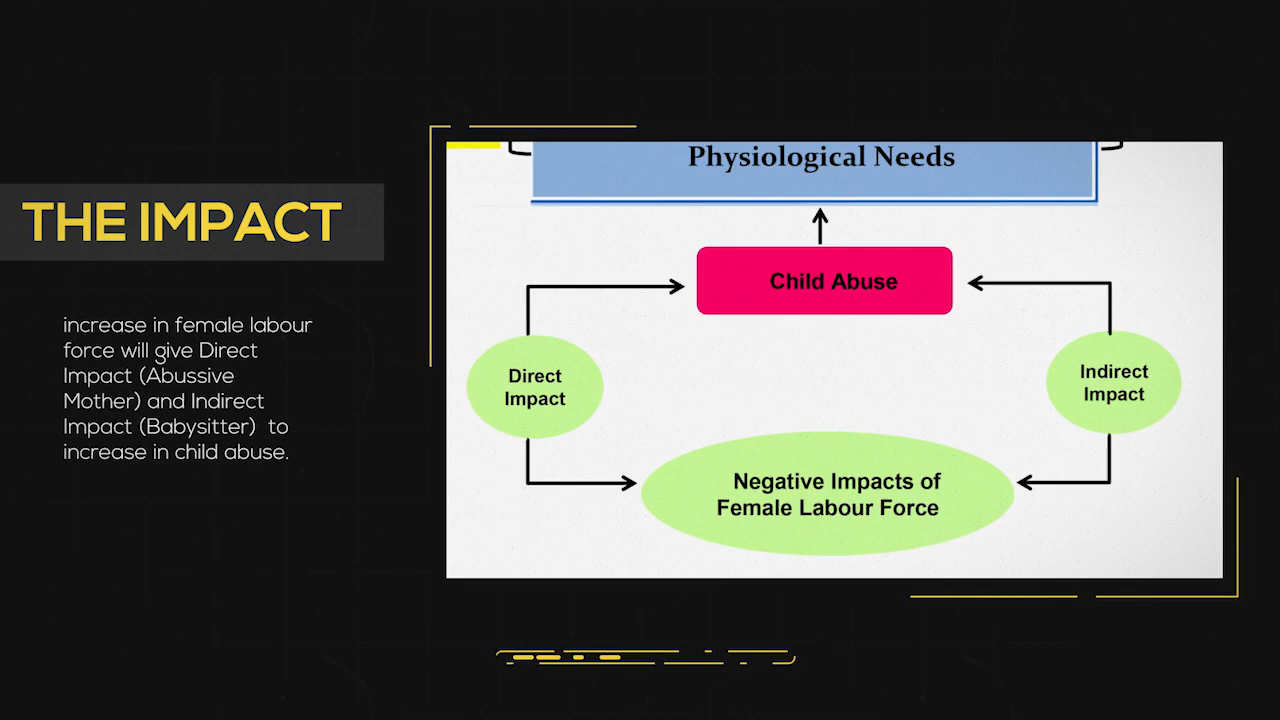 THE IMPACT
increase in female labour
force will give Direct
Impact (Abussive
Mother) and Indirect
Impact (Babysitter) to
increase in child abuse.
Physiological Needs
Child Abuse
Direct
Impact
Indirect
Impact
Negative Impacts of
Female Labour Force